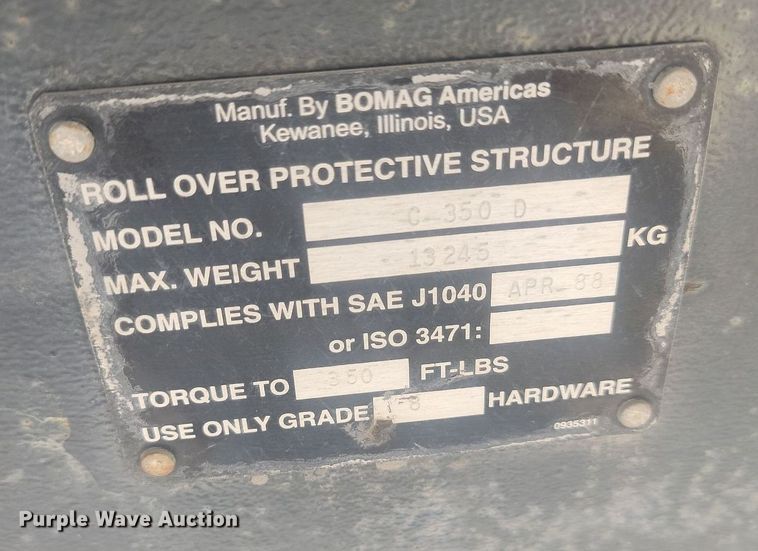 Manuf. By BOMAG Americas
Kewanee, Illinois, USA
ROLL OVER PROTECTIVE STRUCTURE
MODEL NO. C 350 D
MAX. WEIGHT 13245 KG
COMPLIES WITH SAE J1040 APR 88
or ISO 3471:
TORQUE TO 350 FT-LBS
USE ONLY GRADE 8 HARDWARE
0935311
Purple Wave Auction